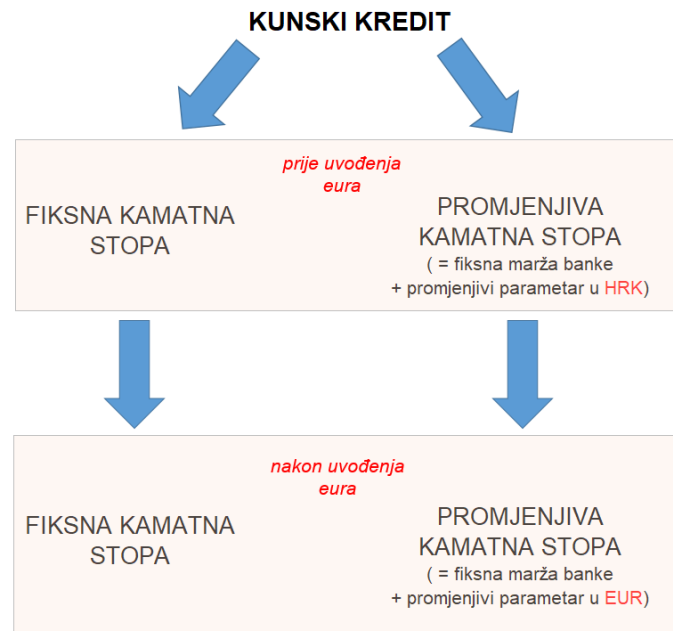 KUNSKI KREDIT
prije uvođenja
eura
FIKSNA KAMATNA
STOPA
PROMJENJIVA
KAMATNA STOPA
( = fiksna marža banke
+ promjenjivi parametar u HRK)
nakon uvođenja
eura
FIKSNA KAMATNA
STOPA
PROMJENJIVA
KAMATNA STOPA
( = fiksna marža banke
+ promjenjivi parametar u EUR)